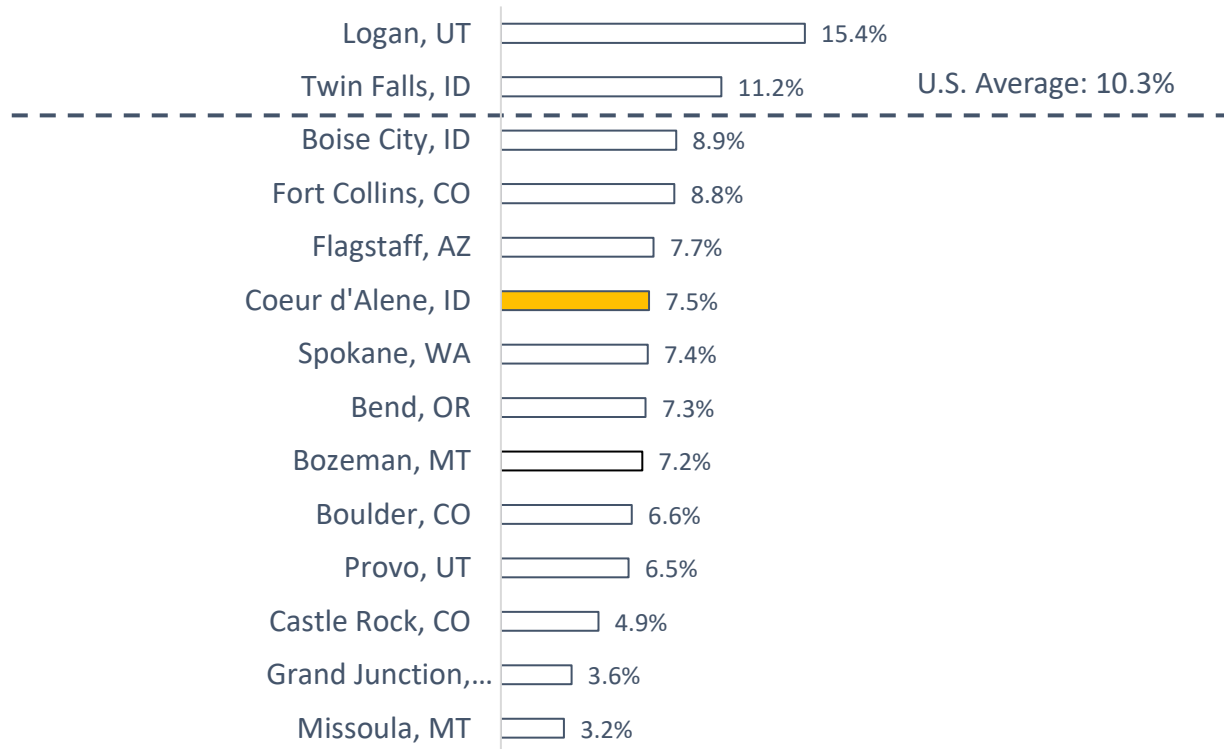 Logan, UT 15.4%
Twin Falls, ID 11.2% U.S. Average: 10.3%
Boise City, ID 8.9%
Fort Collins, CO 8.8%
Flagstaff, AZ 7.7%
Coeur d'Alene, ID 7.5%
Spokane, WA 7.4%
Bend, OR 7.3%
Bozeman, MT 7.2%
Boulder, CO 6.6%
Provo, UT 6.5%
Castle Rock, CO 4.9%
Grand Junction,... 3.6%
Missoula, MT 3.2%